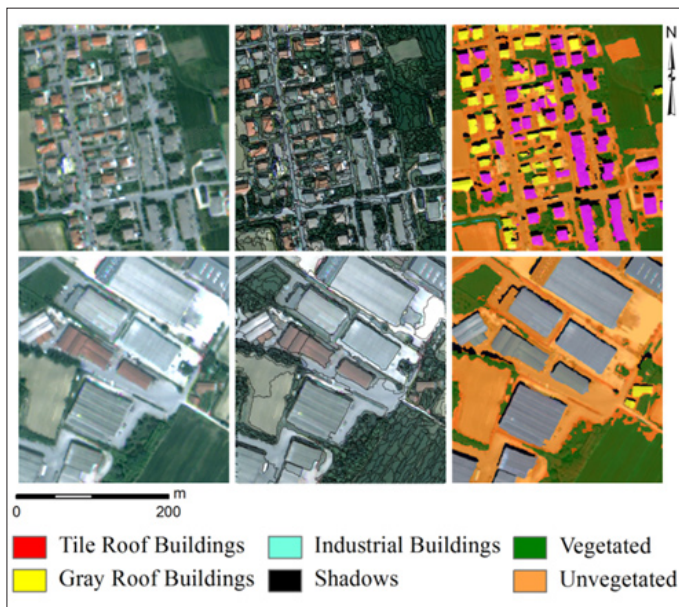 N
m
0 200
Tile Roof Buildings Industrial Buildings Vegetated
Gray Roof Buildings Shadows Unvegetated